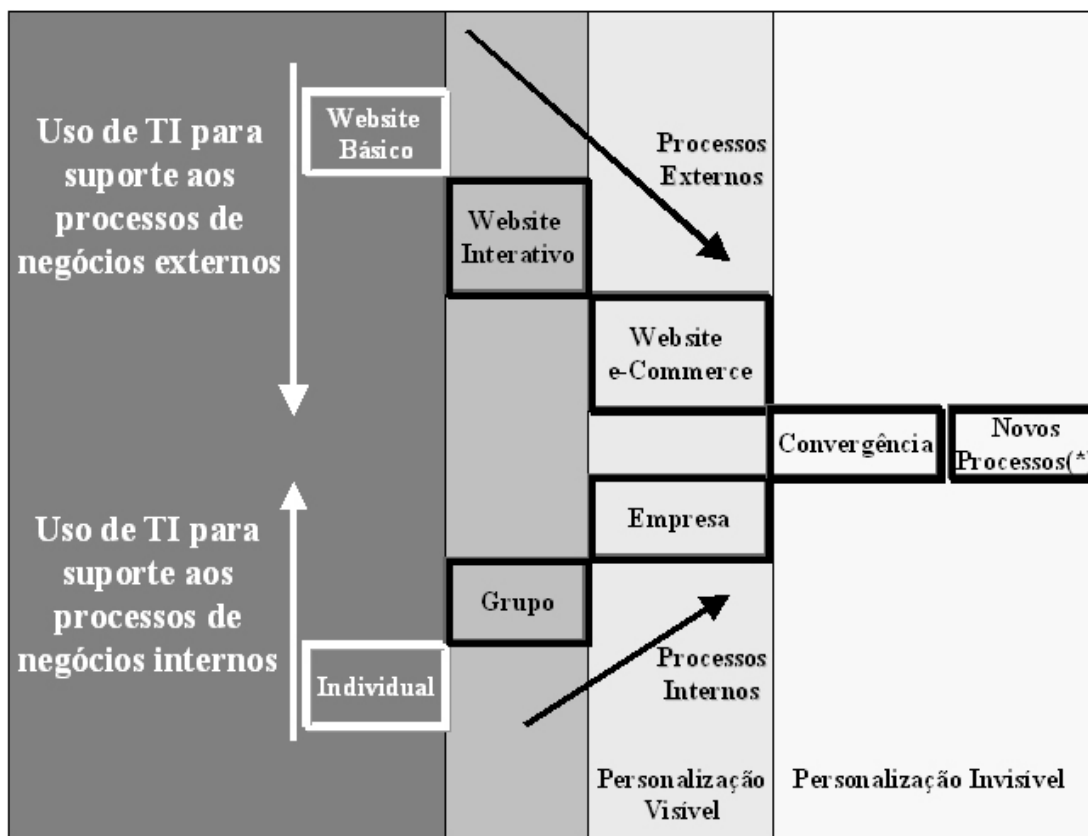 Uso de TI para
suporte aos
processos de
negócios externos
Website
Básico
Processos
Externos
Website
Interativo
Website
e-Commerce
Convergência
Novos
Processos(*)
Empresa
Uso de TI para
suporte aos
processos de
negócios internos
Grupo
Individual
Processos
Internos
Personalização
Visível
Personalização Invisível